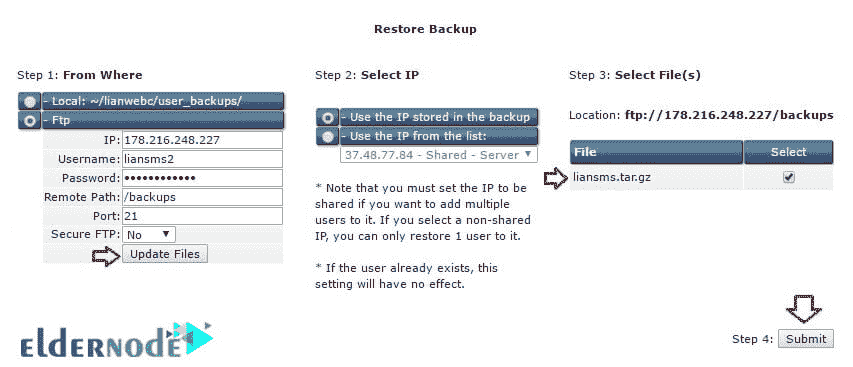 Restore Backup
Step 1: From Where
- Local: ~/lianwebc/user_backups/
- Ftp
IP: 178.216.248.227
Username: liansms2
Password: ••••••••••••
Remote Path: /backups
Port: 21
Secure FTP: No
Update Files
Step 2: Select IP
- Use the IP stored in the backup
- Use the IP from the list:
37.48.77.84 - Shared - Server
* Note that you must set the IP to be
shared if you want to add multiple
users to it. If you select a non-shared
IP, you can only restore 1 user to it.
* If the user already exists, this
setting will have no effect.
Step 3: Select File(s)
Location: ftp://178.216.248.227/backups
File Select
liansms.tar.gz
Step 4: Submit
eldernode